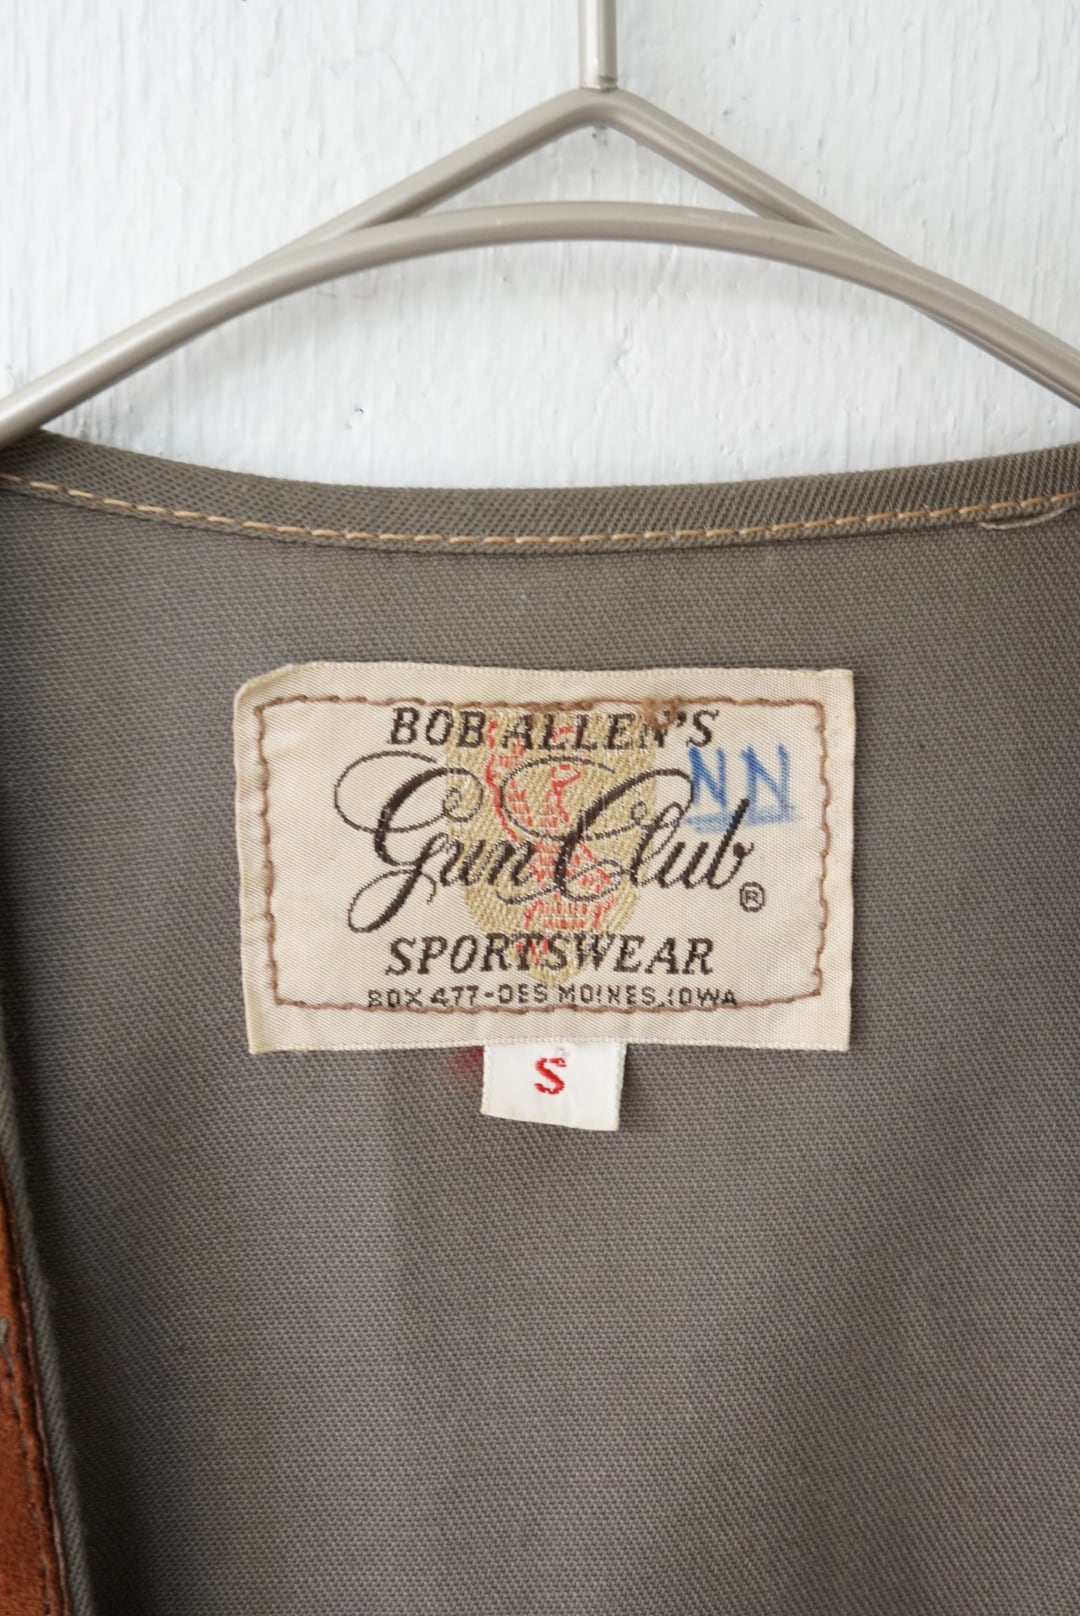 BOB ALLEN'S
NN
Gun Club®
SPORTSWEAR
BOX 477-DES MOINES, IOWA
S